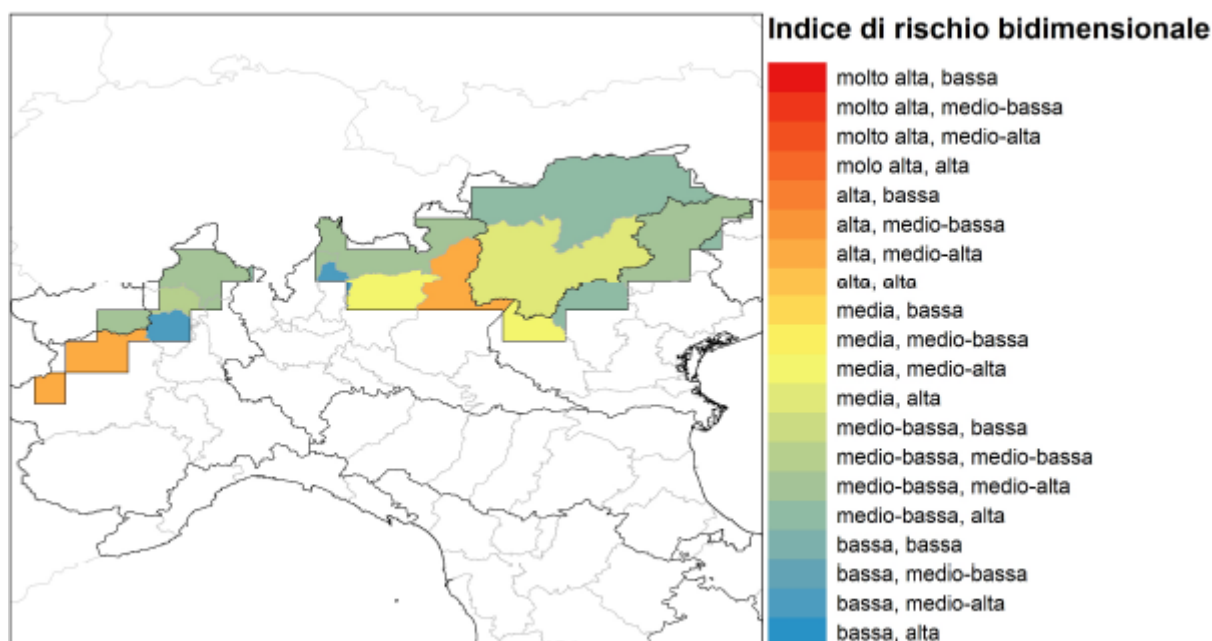 Indice di rischio bidimensionale
molto alta, bassa
molto alta, medio-bassa
molto alta, medio-alta
molo alta, alta
alta, bassa
alta, medio-bassa
alta, medio-alta
alta, alta
media, bassa
media, medio-bassa
media, medio-alta
media, alta
medio-bassa, bassa
medio-bassa, medio-bassa
medio-bassa, medio-alta
medio-bassa, alta
bassa, bassa
bassa, medio-bassa
bassa, medio-alta
bassa, alta